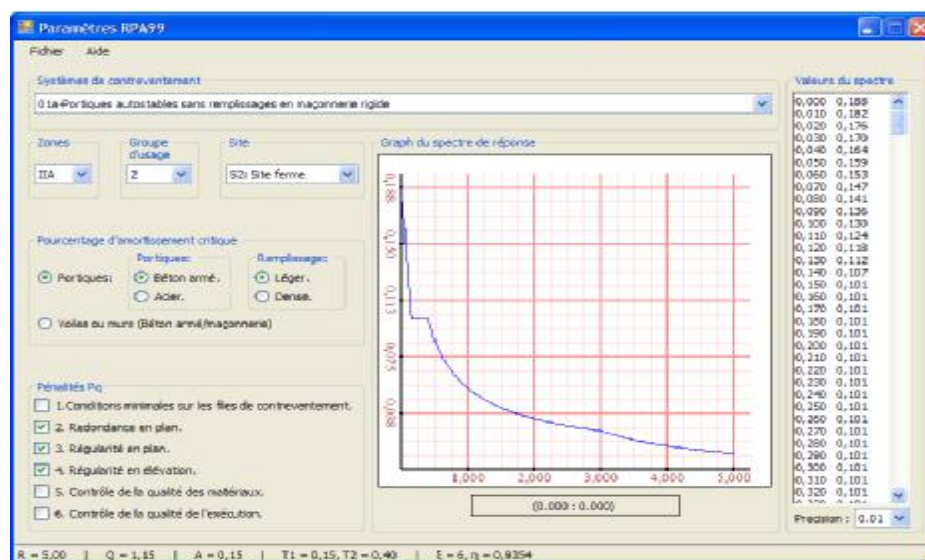 Paramètres RPA99
Fichier Aide
Systèmes de contreventement
01a-Portiques autostables sans remplissages en maçonnerie rigide
Zones
IIA
Groupe d'usage
2
Site
S2: Site ferme
Pourcentage d'amortissement critique
Portiques:
Portiques:
Béton armé.
Acier.
Remplissage:
Léger.
Dense.
Voiles ou murs (Béton armé/maçonnerie)
Pénalités Pq
1. Conditions minimales sur les files de contreventement.
2. Redondance en plan.
3. Régularité en plan.
4. Régularité en élévation.
5. Contrôle de la qualité des matériaux.
6. Contrôle de la qualité de l'exécution.
Graph du spectre de réponse
0,188
0,150
0,113
0,075
0,038
1,000 2,000 3,000 4,000 5,000
(0.000 : 0.000)
Valeurs du spectre
0,000 0,188
0,010 0,182
0,020 0,176
0,030 0,170
0,040 0,164
0,050 0,159
0,060 0,153
0,070 0,147
0,080 0,141
0,090 0,136
0,100 0,130
0,110 0,124
0,120 0,118
0,130 0,112
0,140 0,107
0,150 0,101
0,160 0,101
0,170 0,101
0,180 0,101
0,190 0,101
0,200 0,101
0,210 0,101
0,220 0,101
0,230 0,101
0,240 0,101
0,250 0,101
0,260 0,101
0,270 0,101
0,280 0,101
0,290 0,101
0,300 0,101
0,310 0,101
0,320 0,101
Precision : 0.01
R = 5,00 | Q = 1,15 | A = 0,15 | T1 = 0,15, T2 = 0,40 | ξ = 6, η = 0,9354